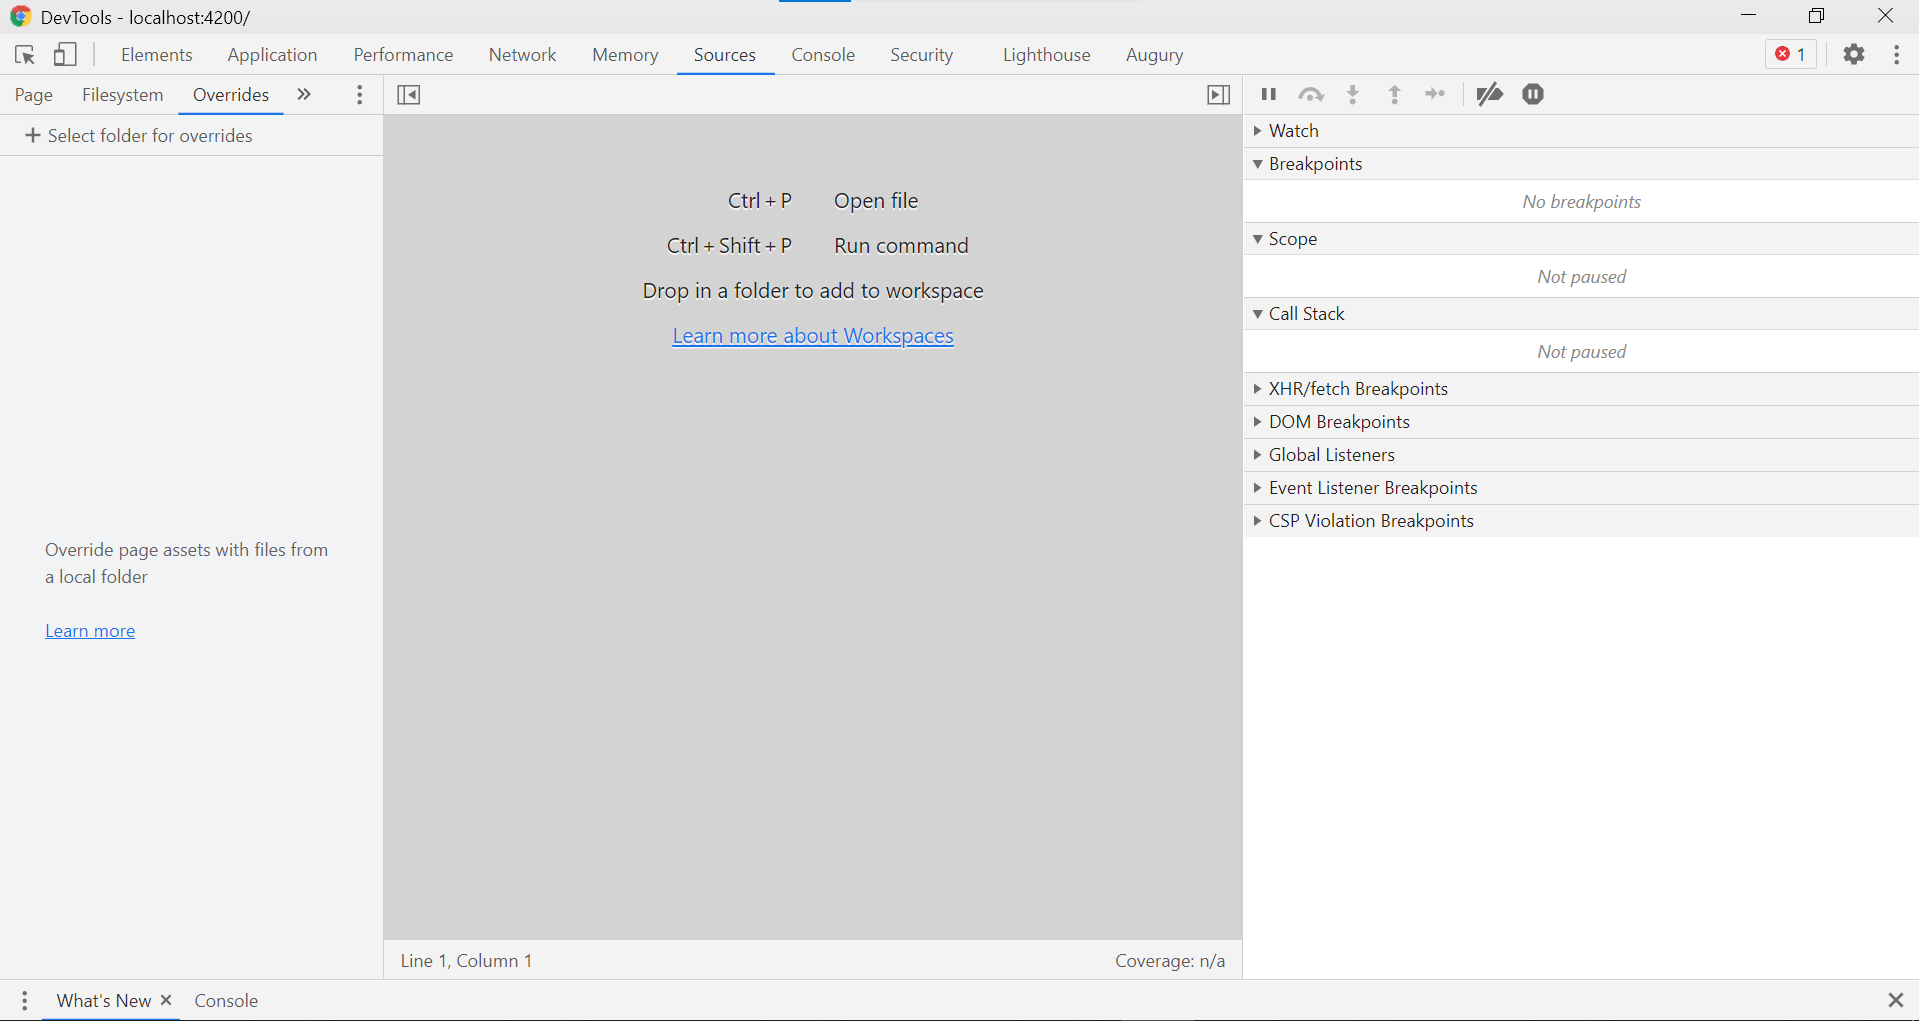 DevTools - localhost:4200/
Elements Application Performance Network Memory Sources Console Security Lighthouse Augury 1
Page Filesystem Overrides
Select folder for overrides
Override page assets with files from
a local folder
Learn more
Ctrl + P Open file
Ctrl + Shift + P Run command
Drop in a folder to add to workspace
Learn more about Workspaces
Line 1, Column 1 Coverage: n/a
Watch
Breakpoints
No breakpoints
Scope
Not paused
Call Stack
Not paused
XHR/fetch Breakpoints
DOM Breakpoints
Global Listeners
Event Listener Breakpoints
CSP Violation Breakpoints
What's New Console